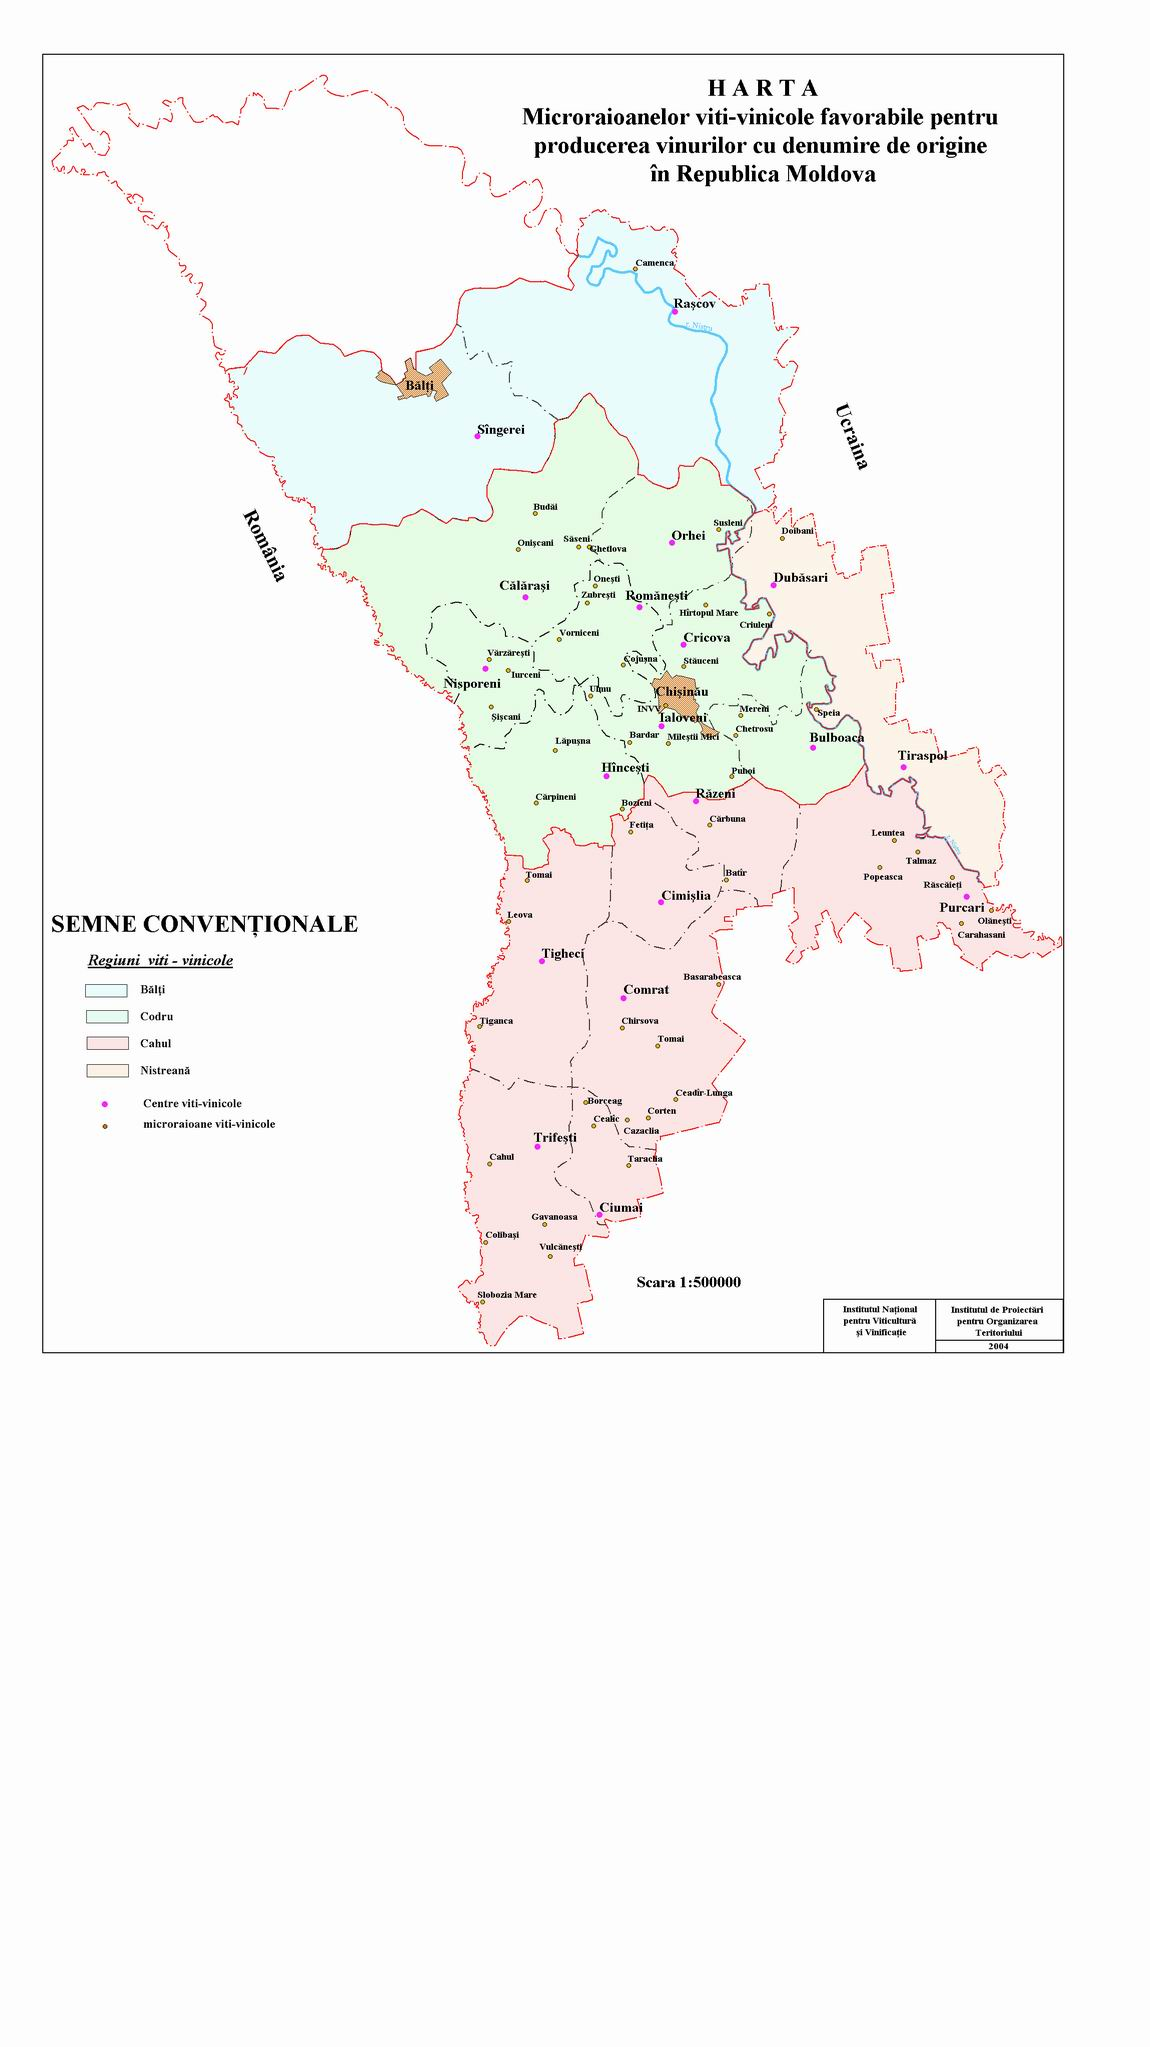 H A R T A
Microraioanelor viti-vinicole favorabile pentru
producerea vinurilor cu denumire de origine
în Republica Moldova
Camenca
Rașcov
r. Nistru
Bălți
Sîngerei
Ucraina
România
Budăi
Susleni
Doibani
Orhei
Onișcani
Săseni
Ghetlova
Călărași
Onești
Dubăsari
Zubrești
Romănești
Hîrtopul Mare
Criuleni
Vorniceni
Cricova
Vărzărești
Cojușna
Stăuceni
Iurceni
Nisporeni
Ulmu
Chișinău
INVV
Mereni
Speia
Șișcani
Ialoveni
Chetrosu
Lăpușna
Bardar
Mileștii Mici
Bulboaca
Tiraspol
Hîncești
Puhoi
Cărpineni
Bozieni
Răzeni
Fetița
Cărbuna
Leuntea
r. Nistru
Talmaz
Tomai
Batîr
Popeasca
Răscăieți
Cimișlia
Purcari
Leova
Olănești
Carahasani
SEMNE CONVENȚIONALE
Tigheci
Regiuni viti - vinicole
Basarabeasca
Bălți
Comrat
Codru
Țiganca
Chirsova
Cahul
Tomai
Nistreană
Ceadîr-Lunga
Centre viti-vinicole
Borceag
Corten
microraioane viti-vinicole
Cealic
Cazaclia
Trifești
Cahul
Taraclia
Ciumai
Gavanoasa
Colibași
Vulcănești
Scara 1:500000
Slobozia Mare
Institutul Național
pentru Viticultură
și Vinificație
Institutul de Proiectări
pentru Organizarea
Teritoriului
2004